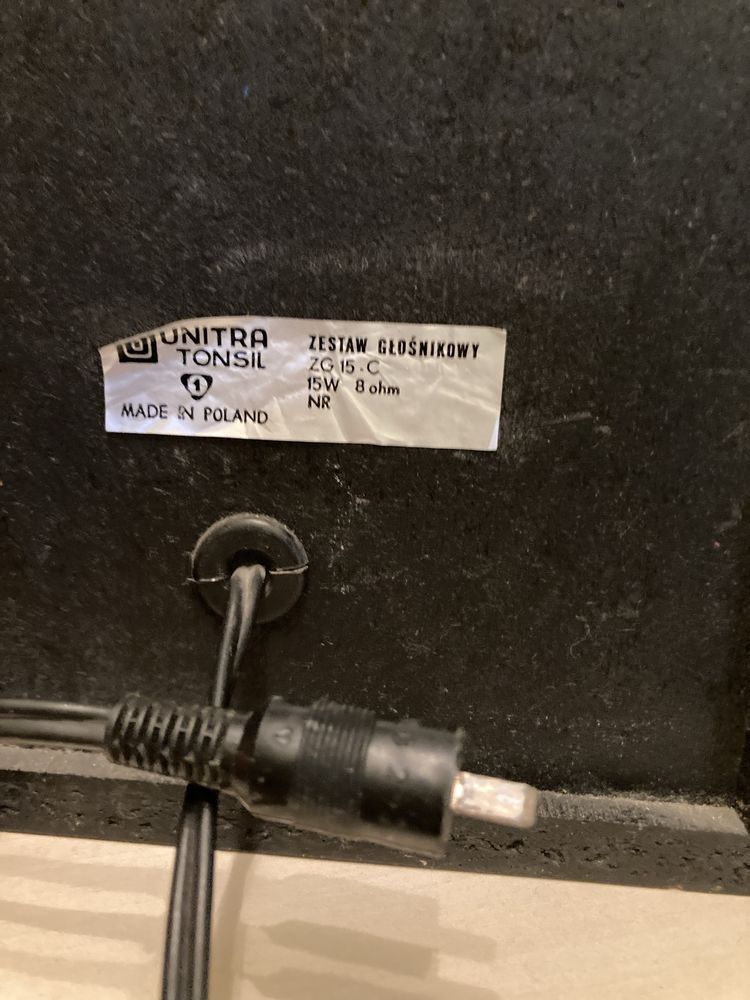 UNITRA
TONSIL
1
MADE IN POLAND
ZESTAW GŁOŚNIKOWY
ZG 15.C
15W 8 ohm
NR